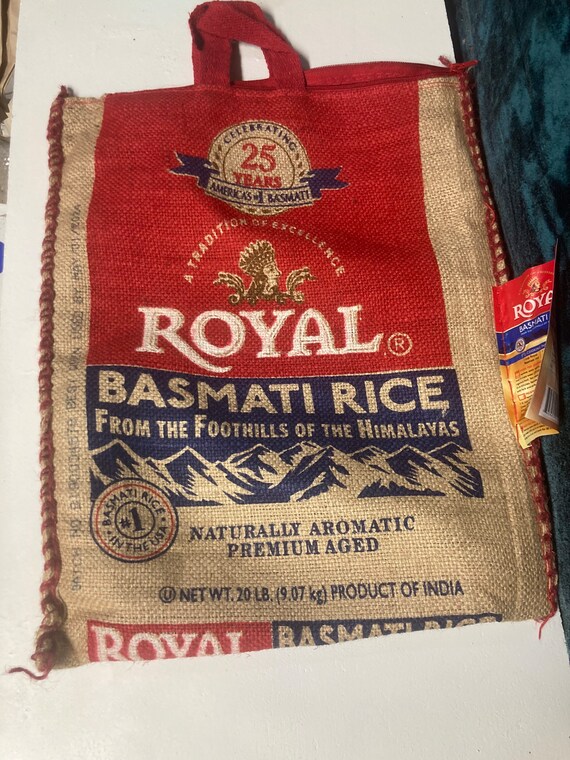 CELEBRATING
25
YEARS
AMERICA'S #1 BASMATI
A TRADITION OF EXCELLENCE
ROYAL®
BASMATI RICE
FROM THE FOOTHILLS OF THE HIMALAYAS
BASMATI RICE
#1
IN THE USA
NATURALLY AROMATIC
PREMIUM AGED
Ⓤ NET WT. 20 LB. (9.07 kg) PRODUCT OF INDIA
ROYAL BASMATI RICE
ROYA
BASMATI